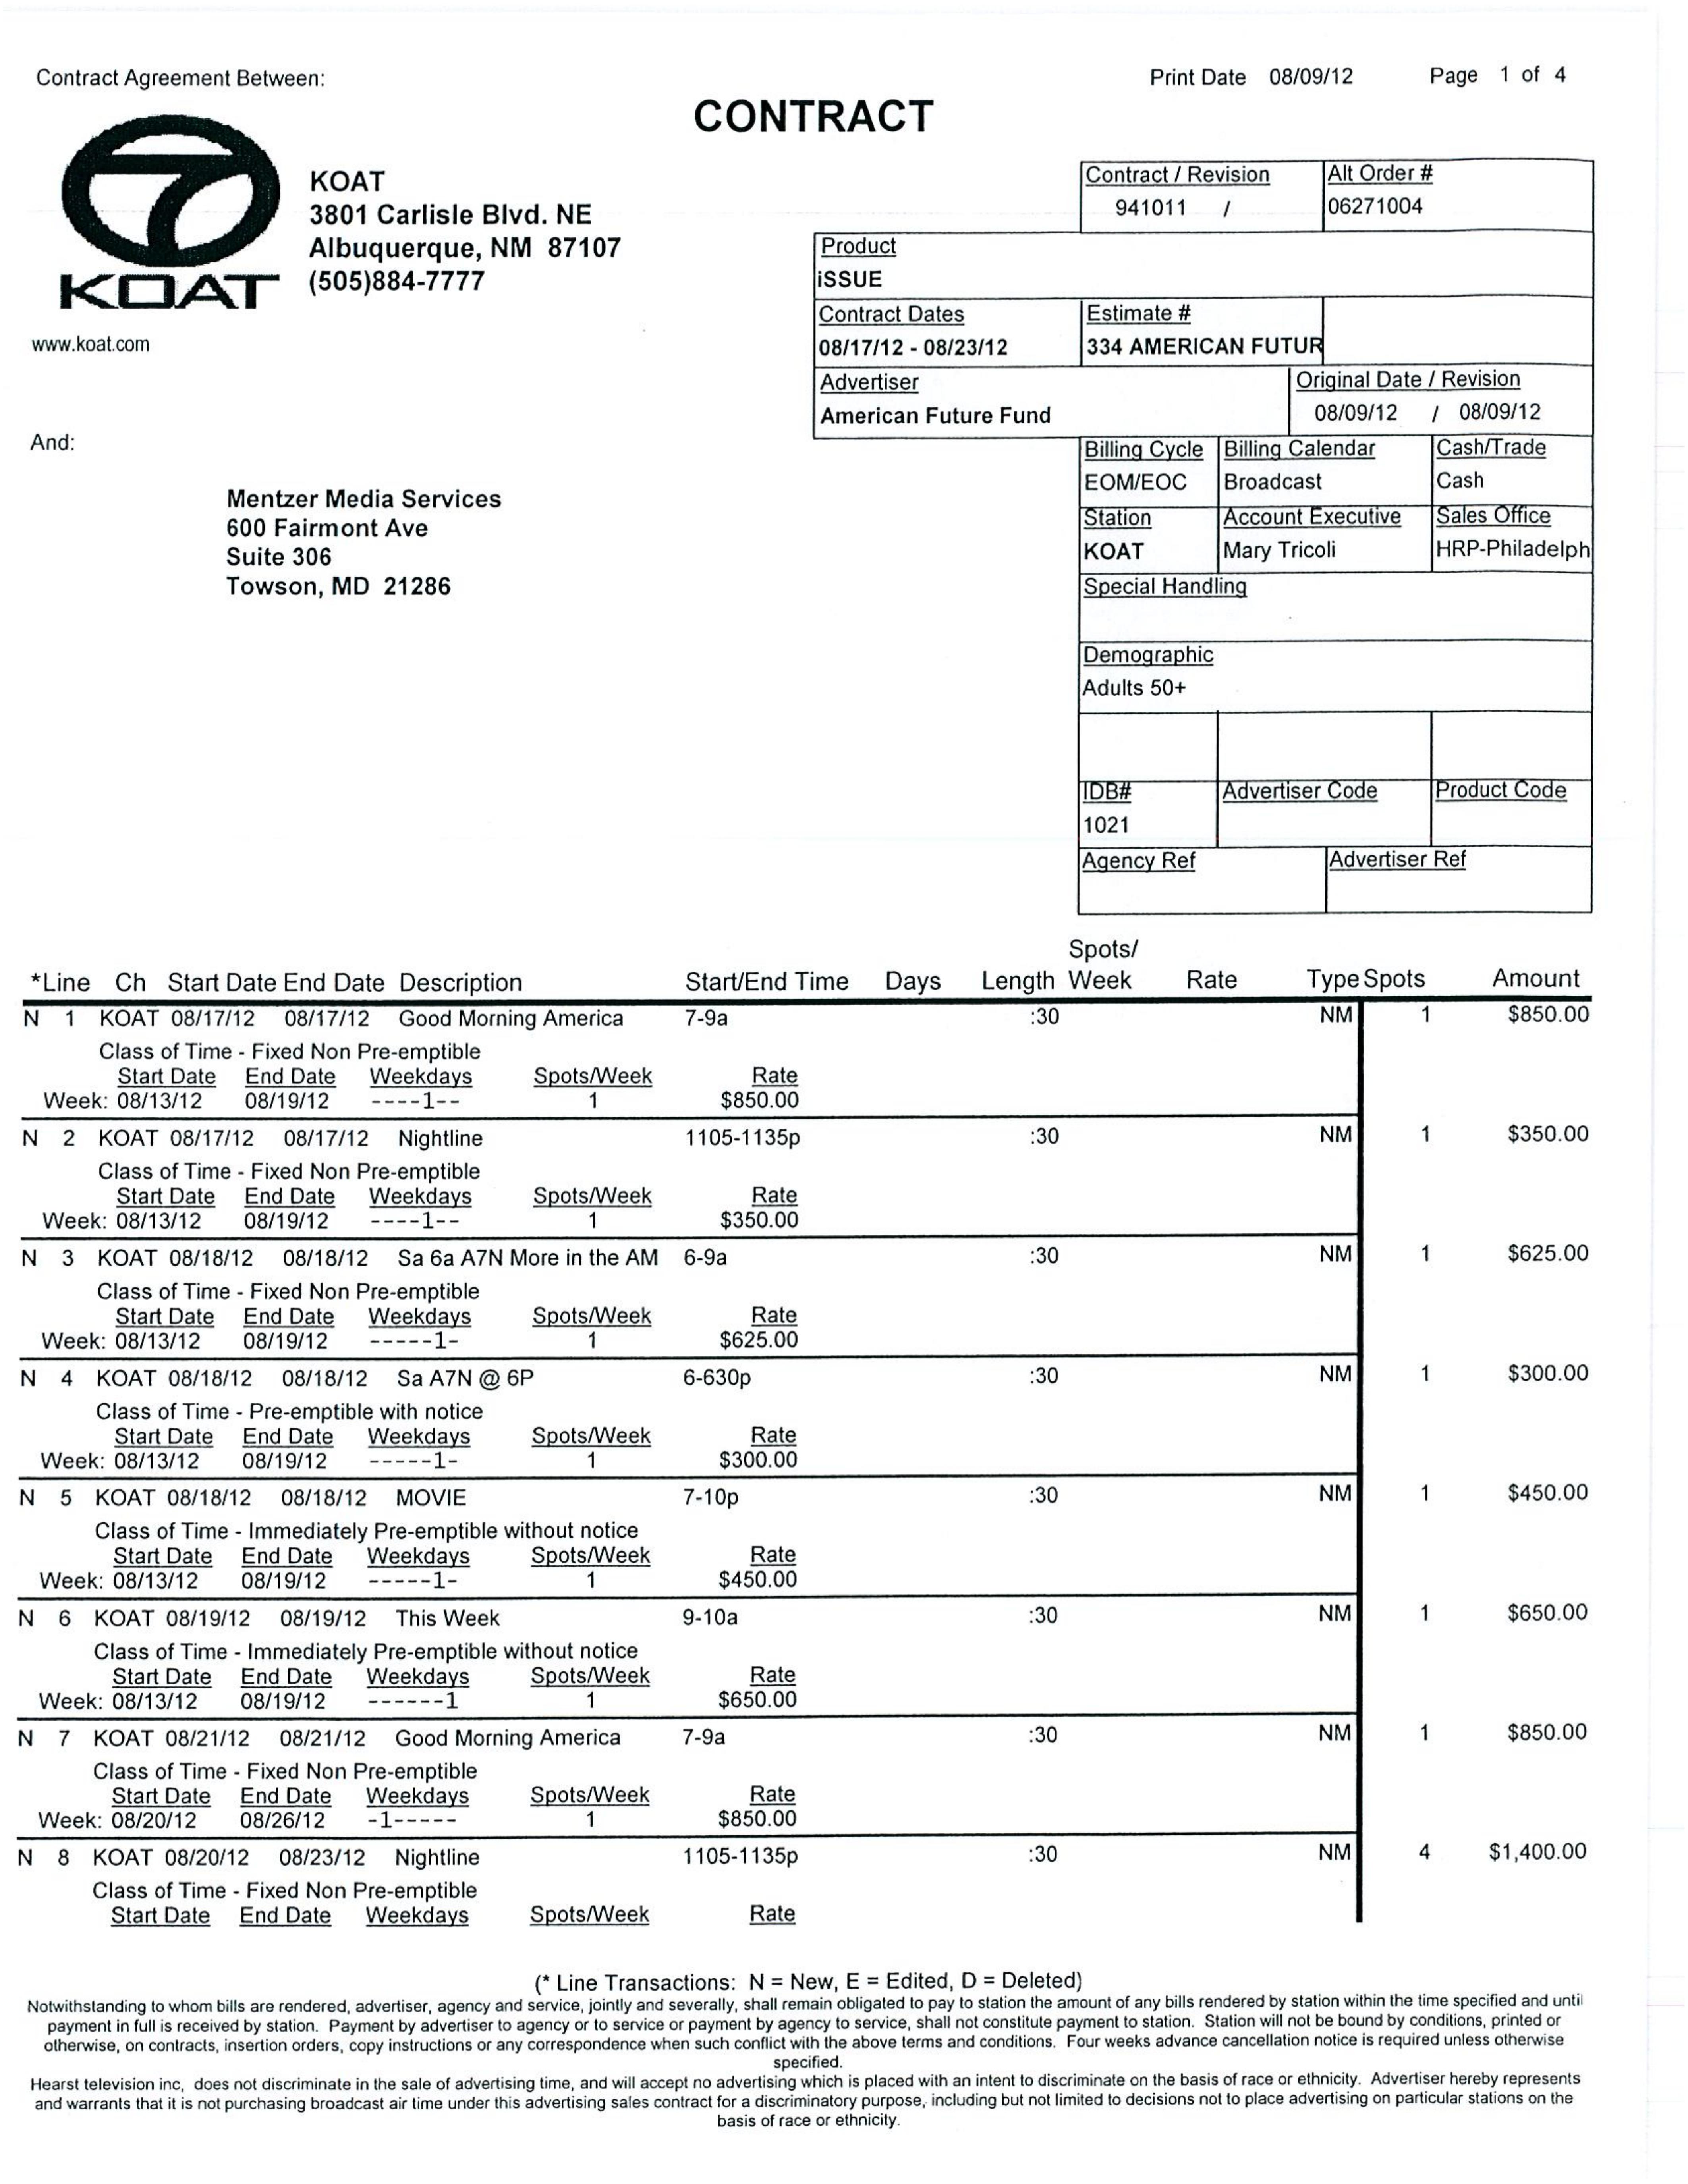 Contract Agreement Between:
Print Date 08/09/12 Page 1 of 4
CONTRACT
7
KOAT
www.koat.com
KOAT
3801 Carlisle Blvd. NE
Albuquerque, NM 87107
(505)884-7777
And:
Mentzer Media Services
600 Fairmont Ave
Suite 306
Towson, MD 21286
Contract / Revision Alt Order #
941011 / 06271004
Product
iSSUE
Contract Dates Estimate #
08/17/12 - 08/23/12 334 AMERICAN FUTUR
Advertiser Original Date / Revision
American Future Fund 08/09/12 / 08/09/12
Billing Cycle Billing Calendar Cash/Trade
EOM/EOC Broadcast Cash
Station Account Executive Sales Office
KOAT Mary Tricoli HRP-Philadelph
Special Handling
Demographic
Adults 50+
IDB# Advertiser Code Product Code
1021
Agency Ref Advertiser Ref
Spots/
*Line Ch Start Date End Date Description Start/End Time Days Length Week Rate Type Spots Amount
N 1 KOAT 08/17/12 08/17/12 Good Morning America 7-9a :30 NM 1 $850.00
Class of Time - Fixed Non Pre-emptible
Start Date End Date Weekdays Spots/Week Rate
Week: 08/13/12 08/19/12 ----1-- 1 $850.00
N 2 KOAT 08/17/12 08/17/12 Nightline 1105-1135p :30 NM 1 $350.00
Class of Time - Fixed Non Pre-emptible
Start Date End Date Weekdays Spots/Week Rate
Week: 08/13/12 08/19/12 ----1-- 1 $350.00
N 3 KOAT 08/18/12 08/18/12 Sa 6a A7N More in the AM 6-9a :30 NM 1 $625.00
Class of Time - Fixed Non Pre-emptible
Start Date End Date Weekdays Spots/Week Rate
Week: 08/13/12 08/19/12 -----1- 1 $625.00
N 4 KOAT 08/18/12 08/18/12 Sa A7N @ 6P 6-630p :30 NM 1 $300.00
Class of Time - Pre-emptible with notice
Start Date End Date Weekdays Spots/Week Rate
Week: 08/13/12 08/19/12 -----1- 1 $300.00
N 5 KOAT 08/18/12 08/18/12 MOVIE 7-10p :30 NM 1 $450.00
Class of Time - Immediately Pre-emptible without notice
Start Date End Date Weekdays Spots/Week Rate
Week: 08/13/12 08/19/12 -----1- 1 $450.00
N 6 KOAT 08/19/12 08/19/12 This Week 9-10a :30 NM 1 $650.00
Class of Time - Immediately Pre-emptible without notice
Start Date End Date Weekdays Spots/Week Rate
Week: 08/13/12 08/19/12 ------1 1 $650.00
N 7 KOAT 08/21/12 08/21/12 Good Morning America 7-9a :30 NM 1 $850.00
Class of Time - Fixed Non Pre-emptible
Start Date End Date Weekdays Spots/Week Rate
Week: 08/20/12 08/26/12 -1----- 1 $850.00
N 8 KOAT 08/20/12 08/23/12 Nightline 1105-1135p :30 NM 4 $1,400.00
Class of Time - Fixed Non Pre-emptible
Start Date End Date Weekdays Spots/Week Rate
(* Line Transactions: N = New, E = Edited, D = Deleted)
Notwithstanding to whom bills are rendered, advertiser, agency and service, jointly and severally, shall remain obligated to pay to station the amount of any bills rendered by station within the time specified and until
payment in full is received by station. Payment by advertiser to agency or to service or payment by agency to service, shall not constitute payment to station. Station will not be bound by conditions, printed or
otherwise, on contracts, insertion orders, copy instructions or any correspondence when such conflict with the above terms and conditions. Four weeks advance cancellation notice is required unless otherwise
specified.
Hearst television inc, does not discriminate in the sale of advertising time, and will accept no advertising which is placed with an intent to discriminate on the basis of race or ethnicity. Advertiser hereby represents
and warrants that it is not purchasing broadcast air time under this advertising sales contract for a discriminatory purpose, including but not limited to decisions not to place advertising on particular stations on the
basis of race or ethnicity.